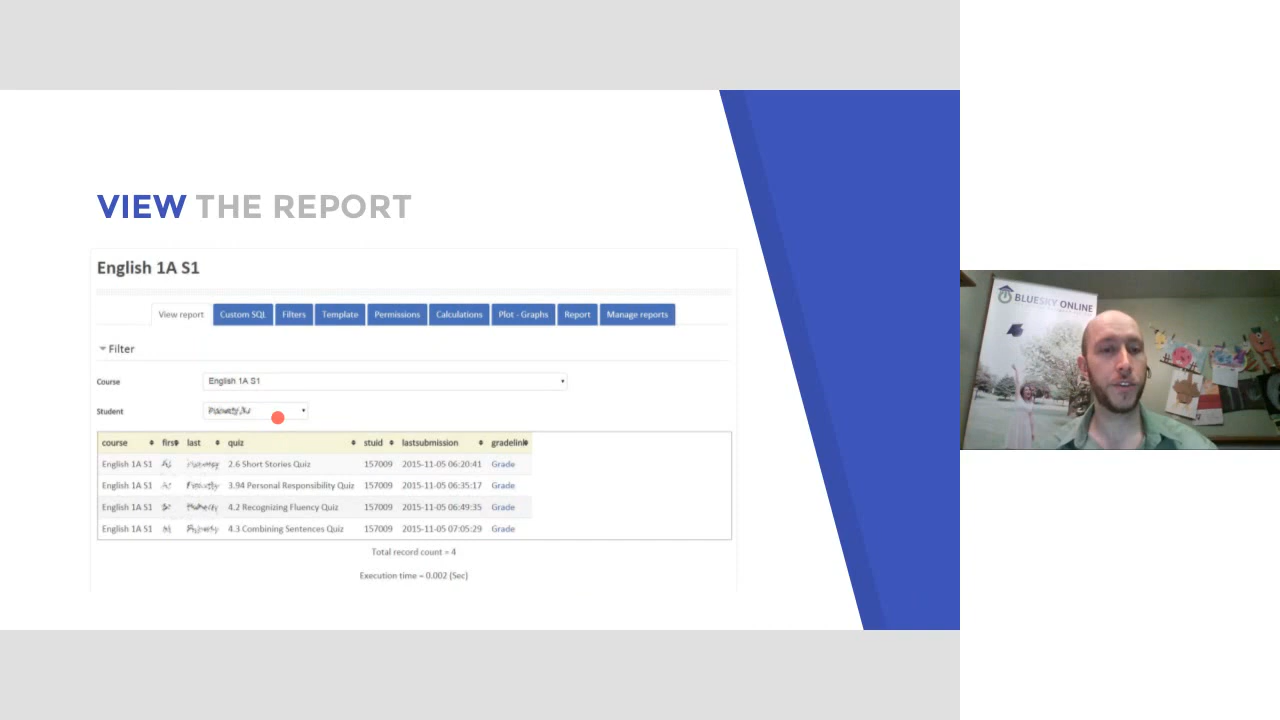 VIEW THE REPORT
English 1A S1
View report Custom SQL Filters Template Permissions Calculations Plot - Graphs Report Manage reports
Filter
Course English 1A S1
Student
course first last quiz stuid lastsubmission gradelink
English 1A S1 2.6 Short Stories Quiz 157009 2015-11-05 06:20:41 Grade
English 1A S1 3.94 Personal Responsibility Quiz 157009 2015-11-05 06:35:17 Grade
English 1A S1 4.2 Recognizing Fluency Quiz 157009 2015-11-05 06:49:35 Grade
English 1A S1 4.3 Combining Sentences Quiz 157009 2015-11-05 07:05:29 Grade
Total record count = 4
Execution time = 0.002 (Sec)
BLUESKY ONLINE